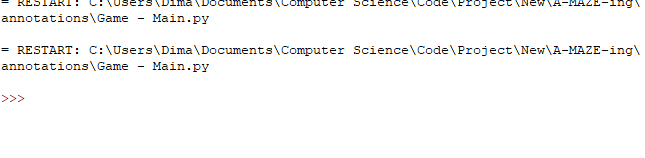 = RESTART: C:\Users\Dima\Documents\Computer Science\Code\Project\New\A-MAZE-ing\
annotations\Game - Main.py
= RESTART: C:\Users\Dima\Documents\Computer Science\Code\Project\New\A-MAZE-ing\
annotations\Game - Main.py
>>>